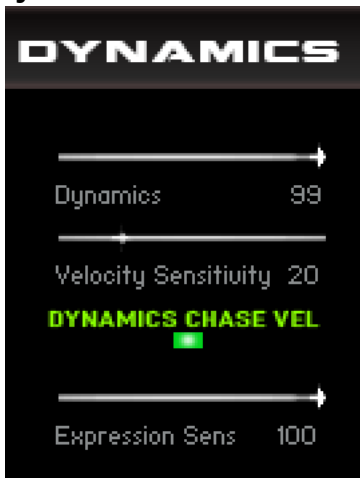 DYNAMICS
Dynamics 99
Velocity Sensitivity 20
DYNAMICS CHASE VEL
Expression Sens 100